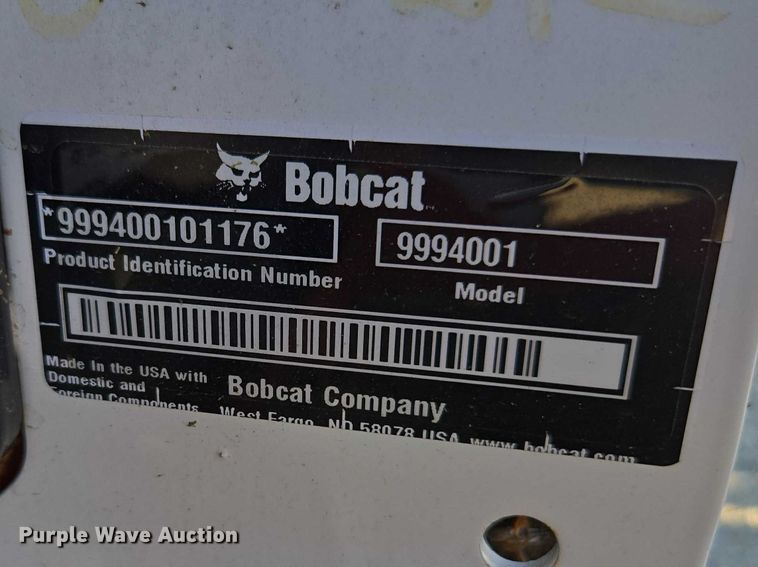 Bobcat
*999400101176*
9994001
Product Identification Number
Model
Made In the USA with
Domestic and
Foreign Components
Bobcat Company
West Fargo, ND 58078 USA www.bobcat.com
Purple Wave Auction